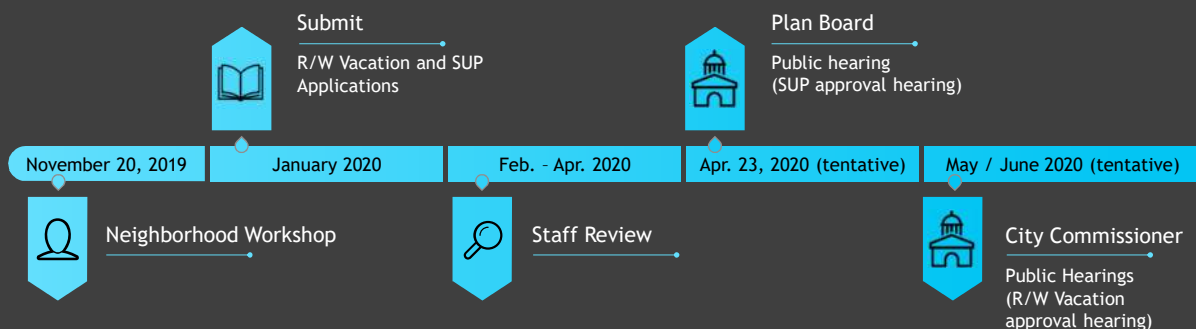 Submit
R/W Vacation and SUP
Applications
Plan Board
Public hearing
(SUP approval hearing)
November 20, 2019
January 2020
Feb. - Apr. 2020
Apr. 23, 2020 (tentative)
May / June 2020 (tentative)
Neighborhood Workshop
Staff Review
City Commissioner
Public Hearings
(R/W Vacation
approval hearing)